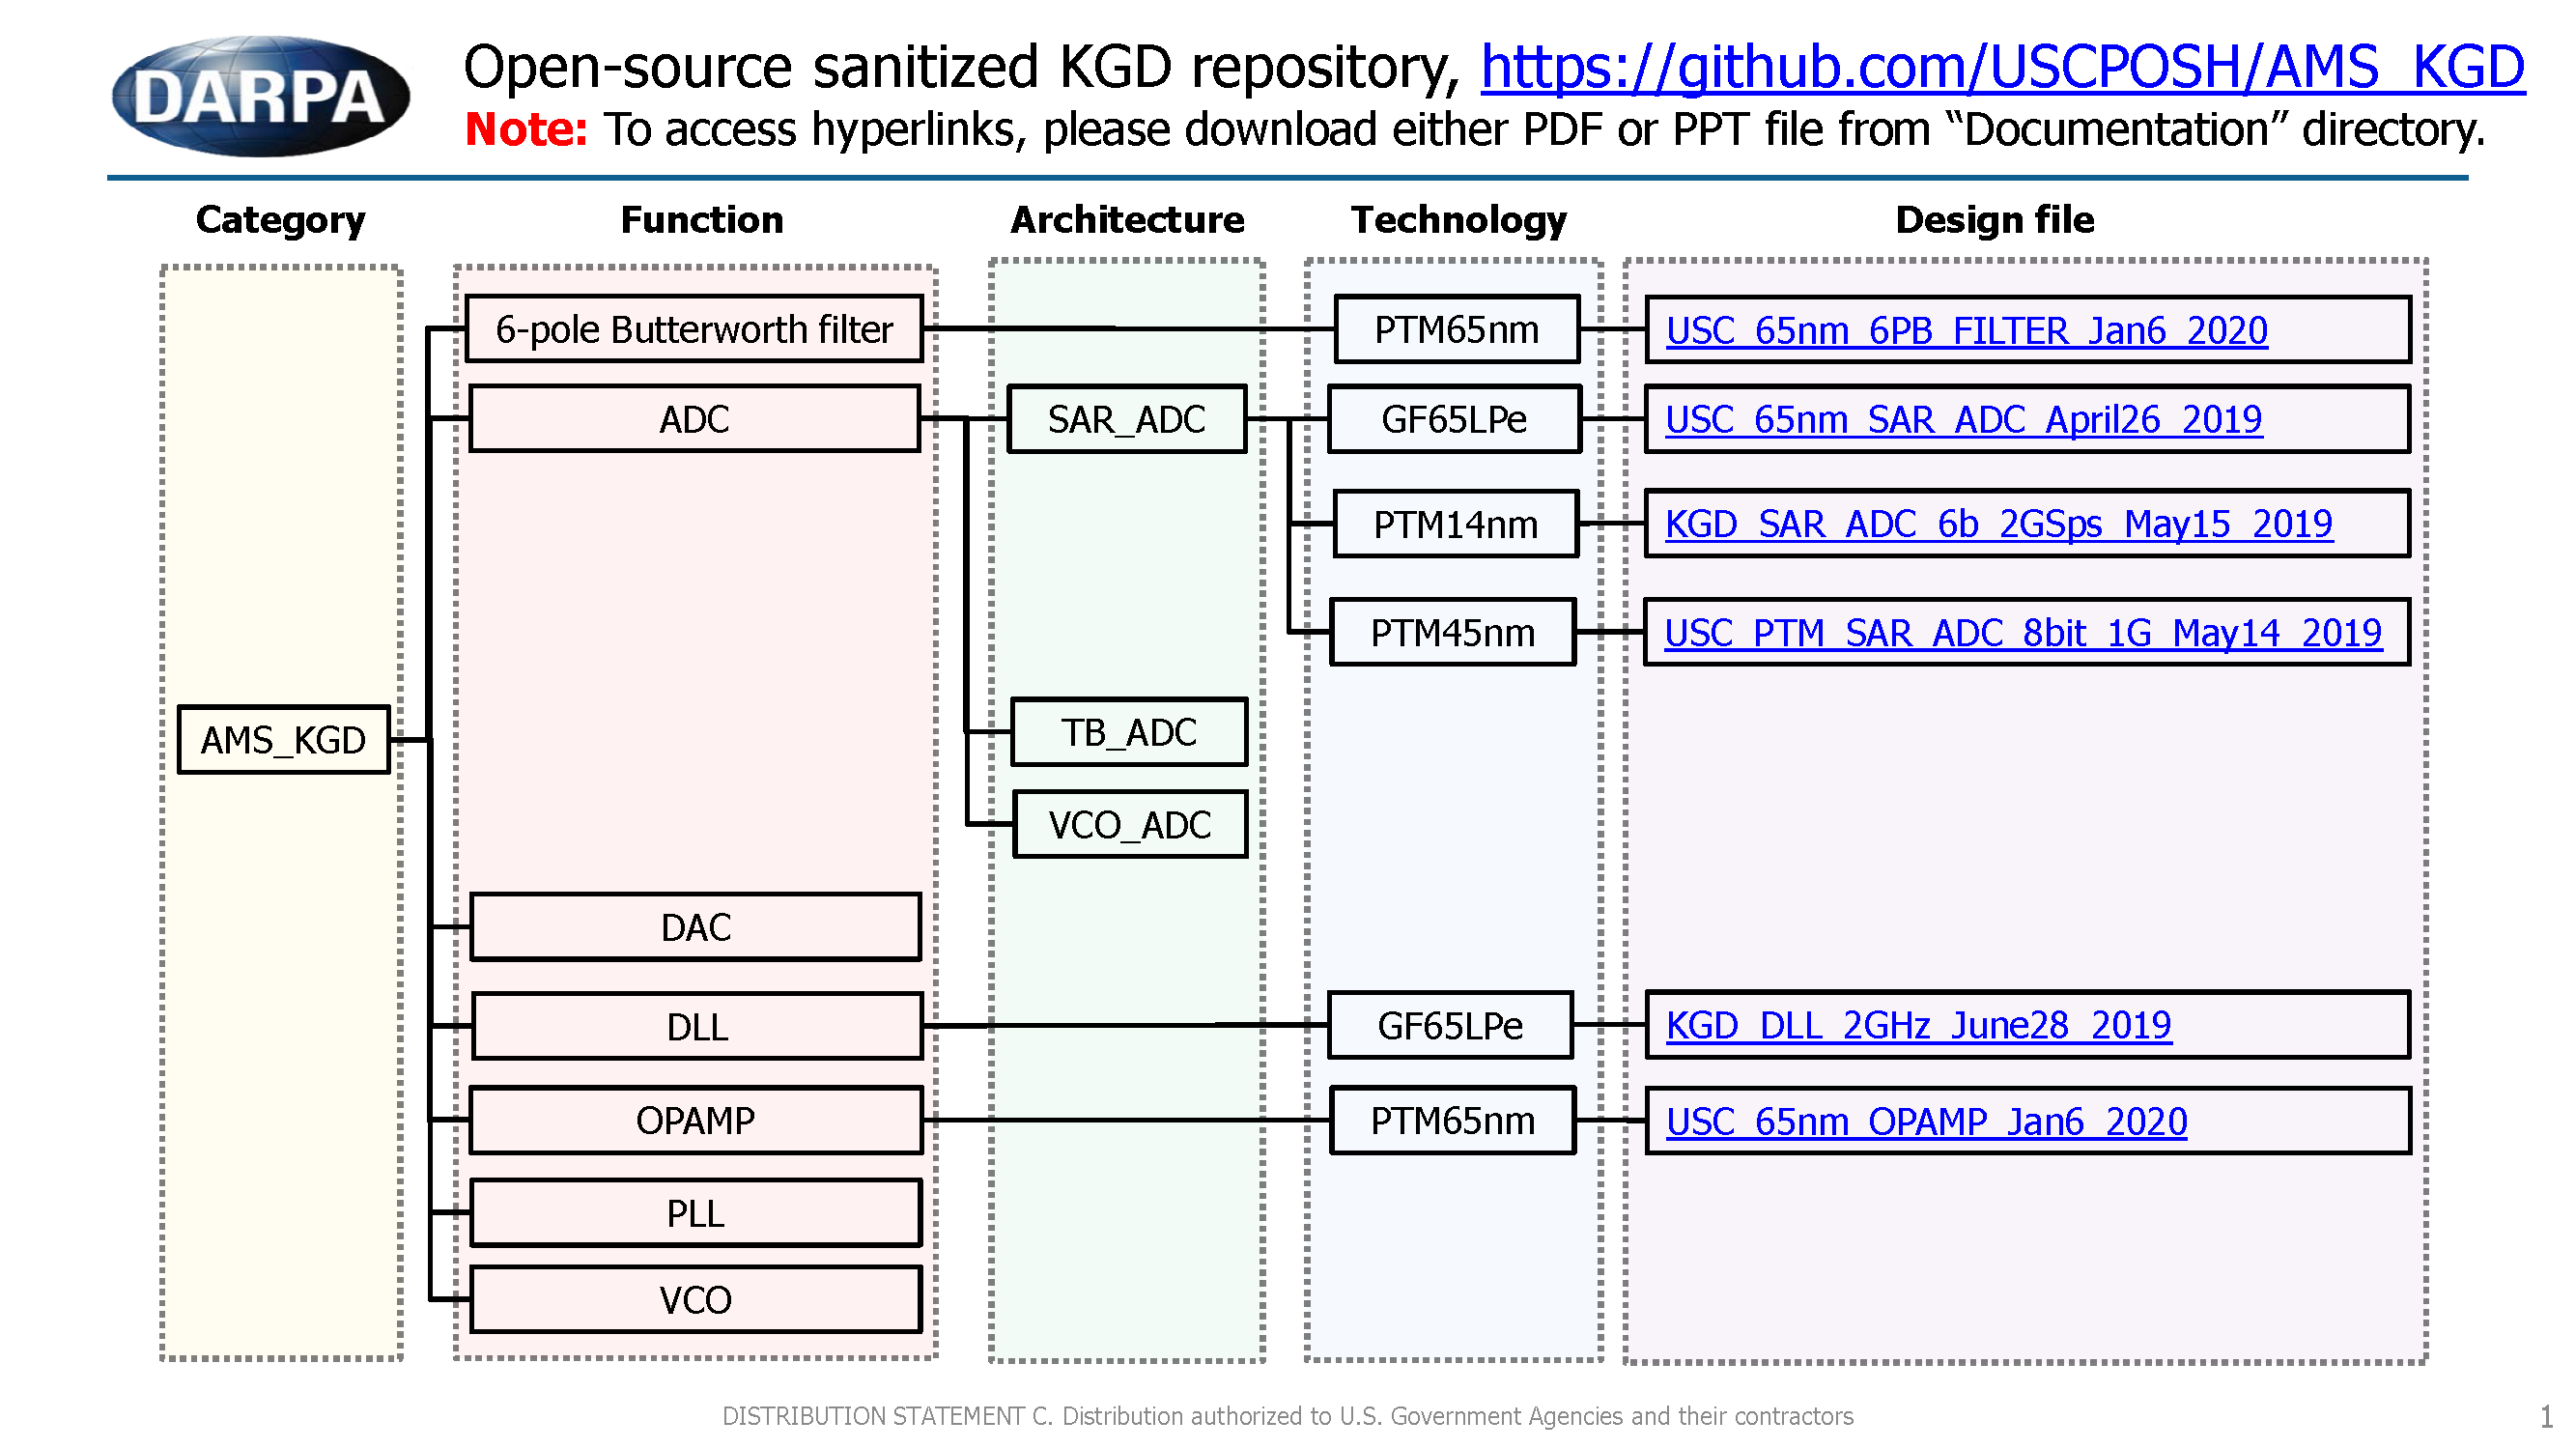 DARPA
Open-source sanitized KGD repository, https://github.com/USCPOSH/AMS_KGD
Note: To access hyperlinks, please download either PDF or PPT file from “Documentation” directory.
Category Function Architecture Technology Design file
6-pole Butterworth filter PTM65nm USC_65nm_6PB_FILTER_Jan6_2020
ADC SAR_ADC GF65LPe USC_65nm_SAR_ADC_April26_2019
PTM14nm KGD_SAR_ADC_6b_2GSps_May15_2019
PTM45nm USC_PTM_SAR_ADC_8bit_1G_May14_2019
AMS_KGD TB_ADC
VCO_ADC
DAC
DLL GF65LPe KGD_DLL_2GHz_June28_2019
OPAMP PTM65nm USC_65nm_OPAMP_Jan6_2020
PLL
VCO
DISTRIBUTION STATEMENT C. Distribution authorized to U.S. Government Agencies and their contractors
1